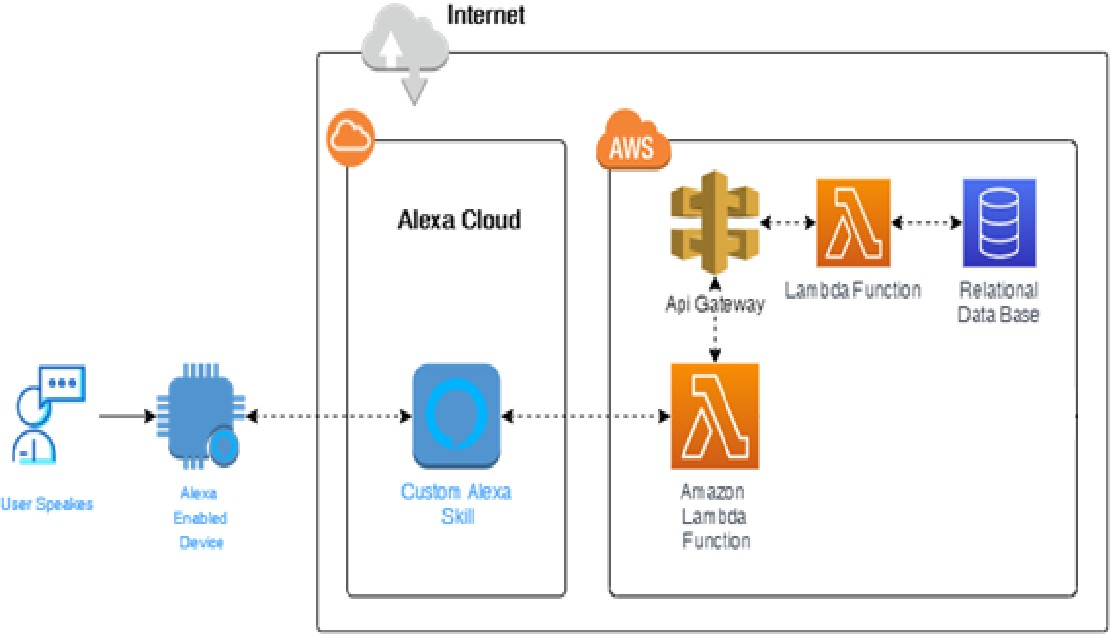 Internet
AWS
Alexa Cloud
Api Gateway
Lambda Function
Relational
Data Base
User Speakes
Alexa
Enabled
Device
Custom Alexa
Skill
Amazon
Lambda
Function